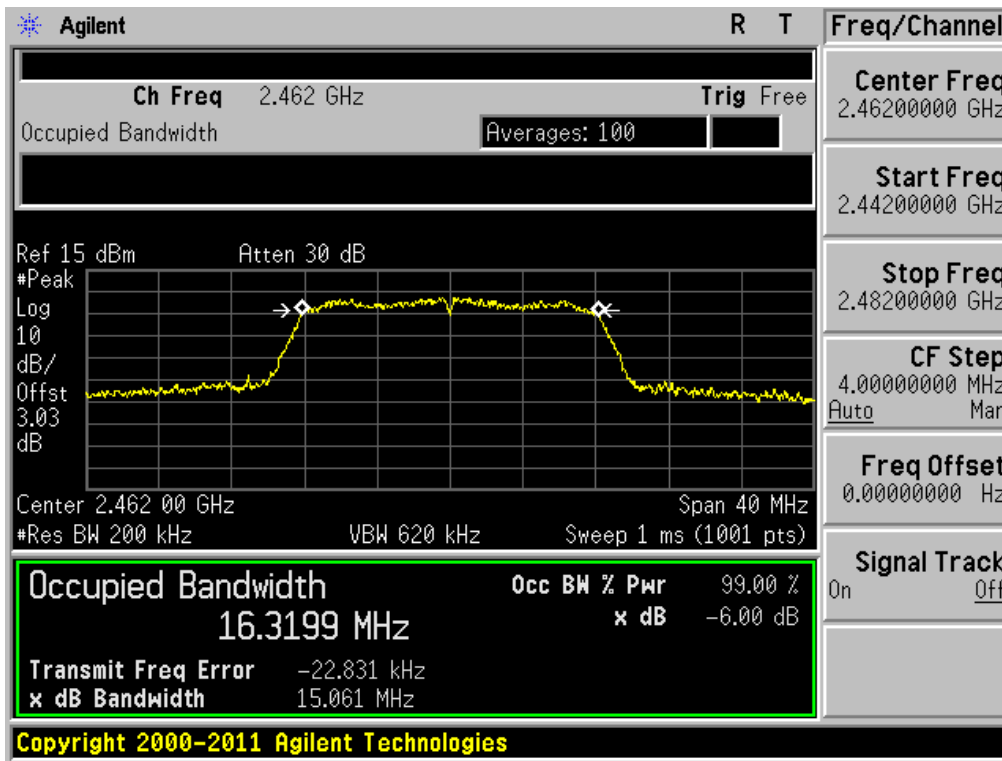 Agilent R T
Ch Freq 2.462 GHz Trig Free
Occupied Bandwidth Averages: 100
Ref 15 dBm Atten 30 dB
#Peak
Log
10
dB/
Offst
3.03
dB
Center 2.462 00 GHz Span 40 MHz
#Res BW 200 kHz VBW 620 kHz Sweep 1 ms (1001 pts)
Occupied Bandwidth Occ BW % Pwr 99.00 %
16.3199 MHz x dB -6.00 dB
Transmit Freq Error -22.831 kHz
x dB Bandwidth 15.061 MHz
Copyright 2000-2011 Agilent Technologies
Freq/Channel
Center Freq
2.46200000 GHz
Start Freq
2.44200000 GHz
Stop Freq
2.48200000 GHz
CF Step
4.00000000 MHz
Auto Man
Freq Offset
0.00000000 Hz
Signal Track
On Off